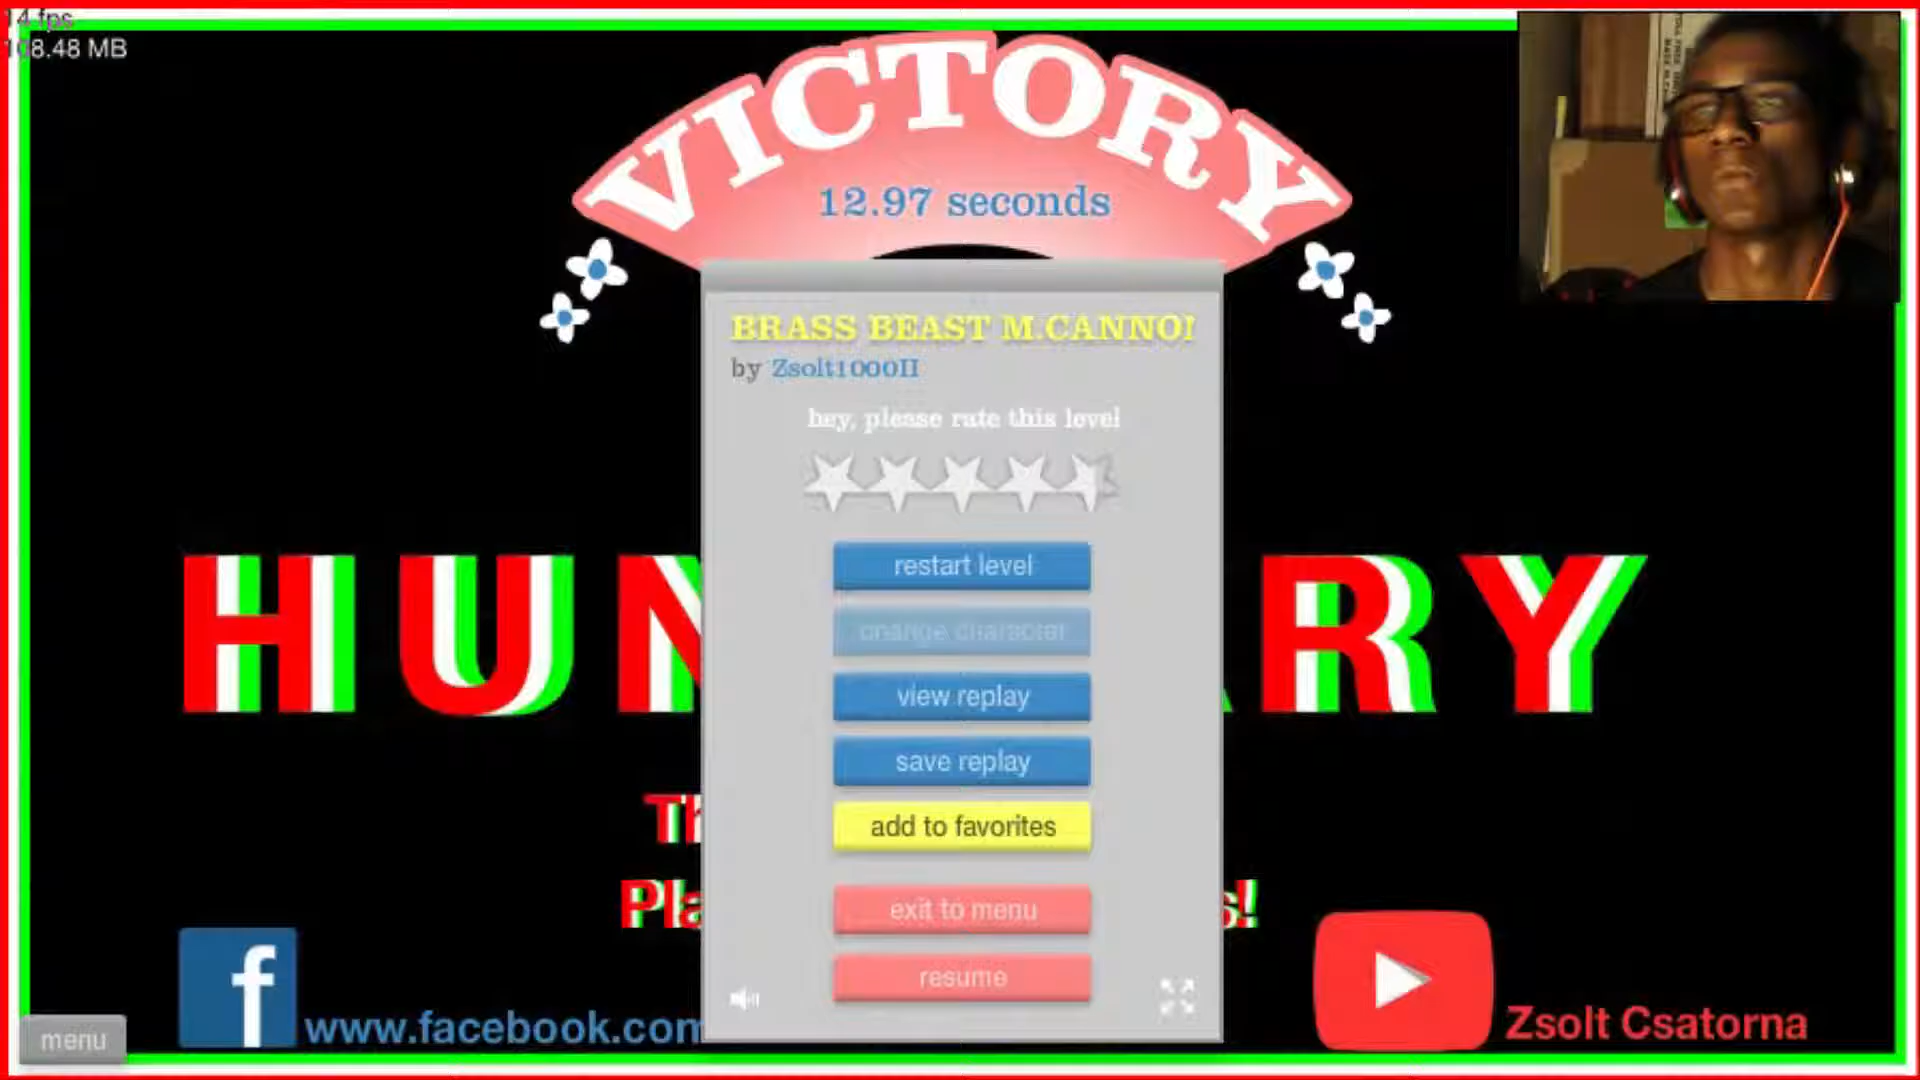 14 fps
108.48 MB
VICTORY
12.97 seconds
BRASS BEAST M.CANNO
by Zsolt1000II
hey, please rate this level
restart level
change character
view replay
save replay
add to favorites
exit to menu
resume
HUN RY
Th
Pla s!
f
www.facebook.com
Zsolt Csatorna
menu